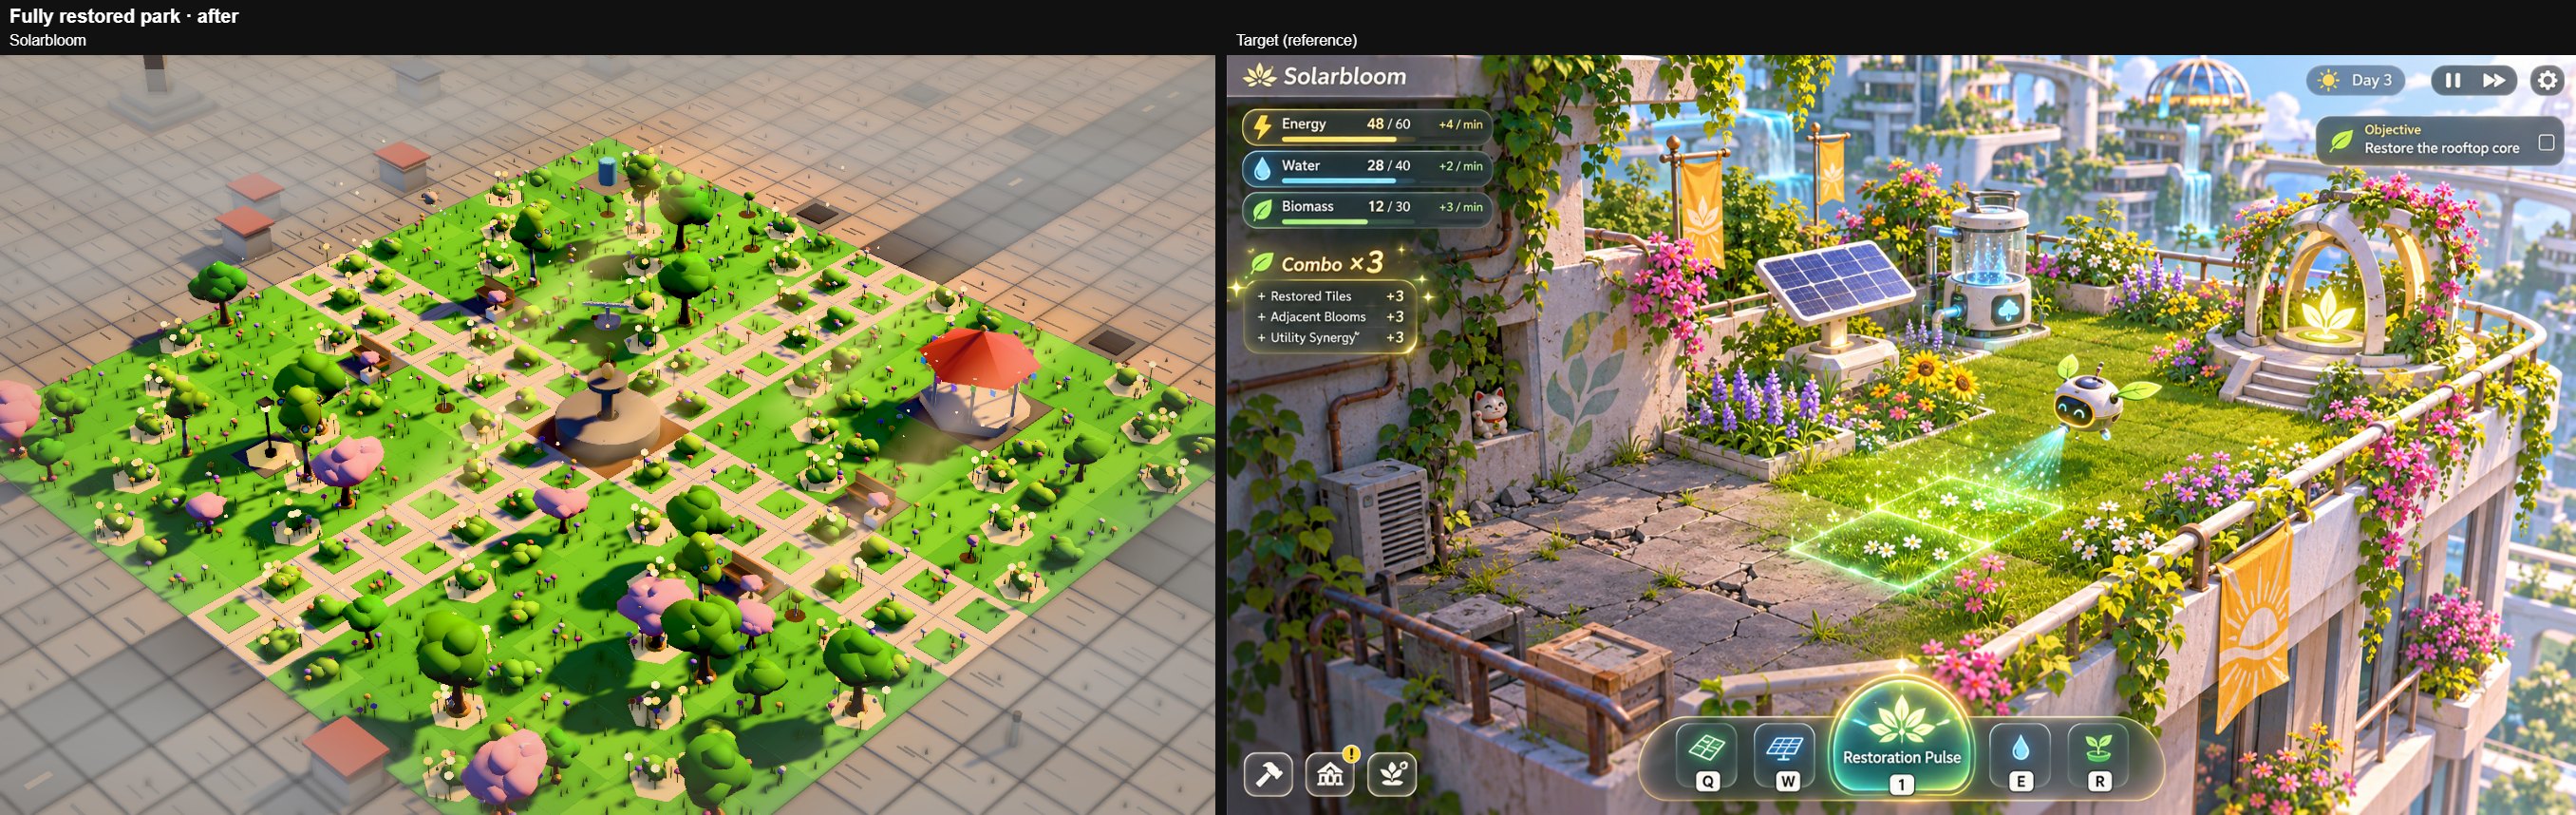 Fully restored park · after
Solarbloom
Target (reference)
Solarbloom
Day 3
Energy 48 / 60 +4 / min
Objective
Restore the rooftop core
Water 28 / 40 +2 / min
Biomass 12 / 30 +3 / min
Combo ×3
+ Restored Tiles +3
+ Adjacent Blooms +3
+ Utility Synergy +3
!
Restoration Pulse
Q
W
1
E
R